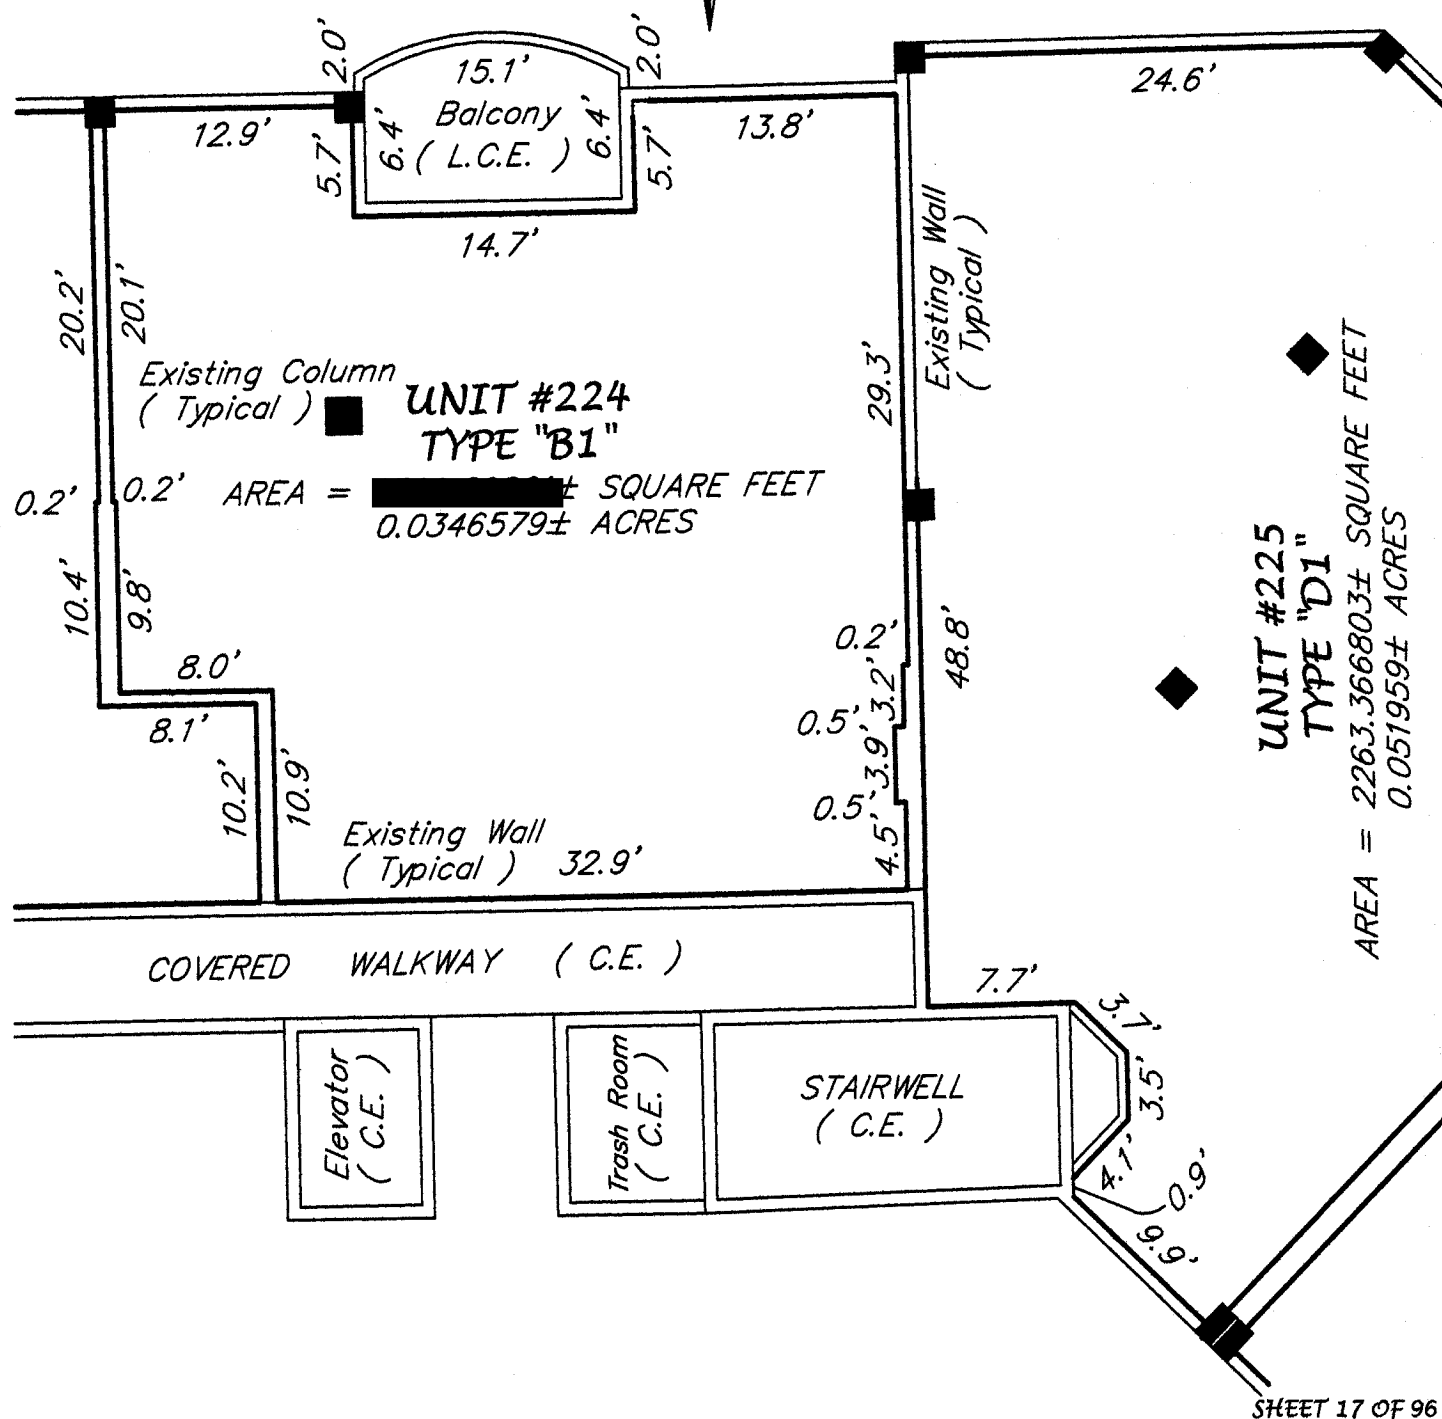 2.0'
15.1'
2.0'
24.6'
12.9'
Balcony
( L.C.E. )
6.4'
6.4'
5.7'
5.7'
13.8'
14.7'
Existing Wall
( Typical )
20.2'
20.1'
29.3'
Existing Column
( Typical )
UNIT #224
TYPE "B1"
AREA = ± SQUARE FEET
0.0346579± ACRES
0.2'
0.2'
10.4'
9.8'
8.0'
8.1'
10.2'
10.9'
0.2'
3.2'
0.5'
3.9'
0.5'
4.5'
48.8'
UNIT #225
TYPE "D1"
AREA = 2263.366803± SQUARE FEET
0.051959± ACRES
Existing Wall
( Typical )
32.9'
COVERED WALKWAY ( C.E. )
7.7'
3.7'
3.5'
4.1'
0.9'
9.9'
Elevator
( C.E. )
Trash Room
( C.E. )
STAIRWELL
( C.E. )
SHEET 17 OF 96